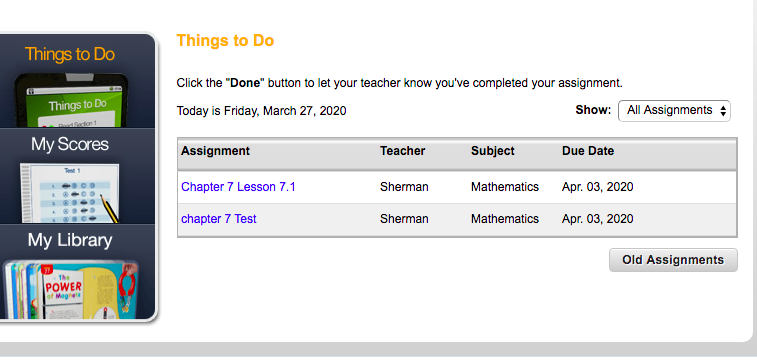 Things to Do
Things to Do
Read Section 1
My Scores
Test 1
My Library
The
POWER
of Magnets
Things to Do
Click the "Done" button to let your teacher know you've completed your assignment.
Today is Friday, March 27, 2020
Show: All Assignments
Assignment Teacher Subject Due Date
Chapter 7 Lesson 7.1 Sherman Mathematics Apr. 03, 2020
chapter 7 Test Sherman Mathematics Apr. 03, 2020
Old Assignments